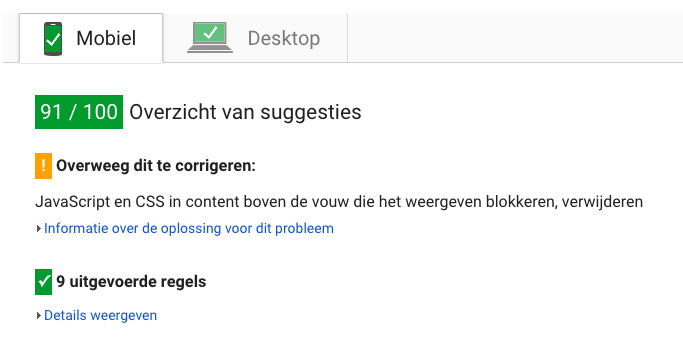 Mobiel
Desktop
91 / 100 Overzicht van suggesties
! Overweeg dit te corrigeren:
JavaScript en CSS in content boven de vouw die het weergeven blokkeren, verwijderen
Informatie over de oplossing voor dit probleem
9 uitgevoerde regels
Details weergeven